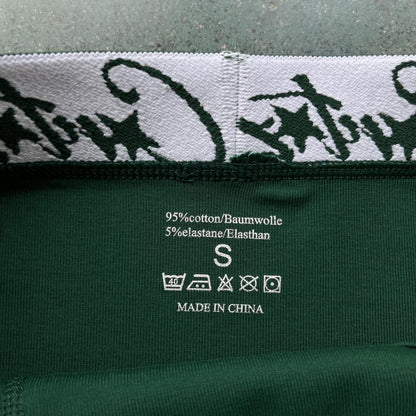 95%cotton/Baumwolle
5%elastane/Elasthan
S
40
MADE IN CHINA